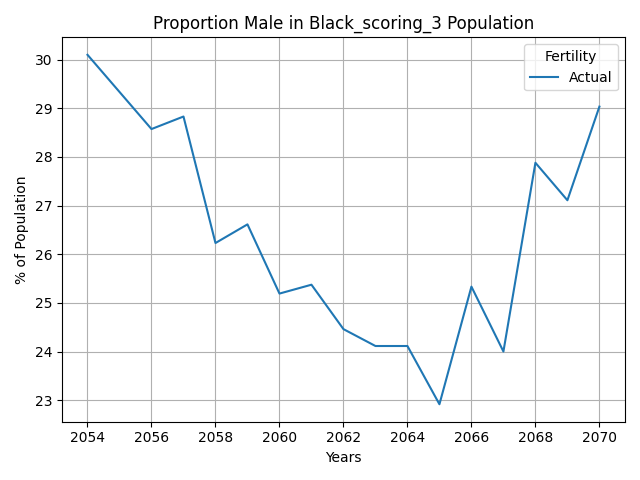 Proportion Male in Black_scoring_3 Population
Fertility
Actual
% of Population
30
29
28
27
26
25
24
23
2054 2056 2058 2060 2062 2064 2066 2068 2070
Years